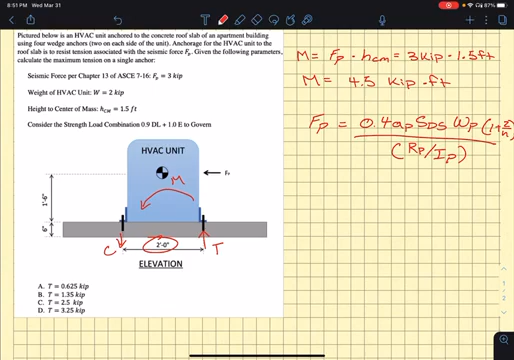 8:51 PM Wed Mar 31
Pictured below is an HVAC unit anchored to the concrete roof slab of an apartment building
using four wedge anchors (two on each side of the unit). Anchorage for the HVAC unit to the
roof slab is to resist tension associated with the seismic force Fp. Given the following parameters,
calculate the maximum tension on a single anchor:
Seismic Force per Chapter 13 of ASCE 7-16: Fp = 3 kip
Weight of HVAC Unit: W = 2 kip
Height to Center of Mass: hCM = 1.5 ft
Consider the Strength Load Combination 0.9 DL + 1.0 E to Govern
M = Fp · hcm = 3kip · 1.5ft
M = 4.5 kip · ft
Fp = 0.4 ap SDS Wp (1+2z/h)
(Rp/Ip)
HVAC UNIT
Fp
M
1'-6"
6"
C
2'-0"
T
ELEVATION
A. T = 0.625 kip
B. T = 1.35 kip
C. T = 2.5 kip
D. T = 3.25 kip
1
2